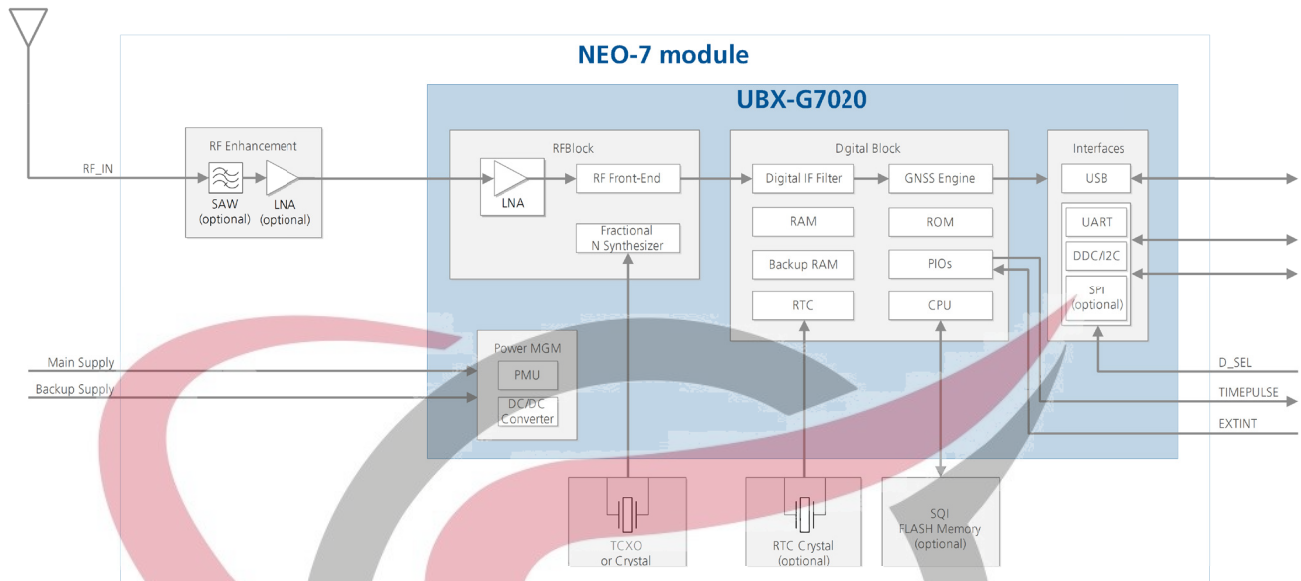 NEO-7 module
UBX-G7020
RF Enhancement
RFBlock
Dgital Block
Interfaces
RF_IN
RF Front-End
Digital IF Filter
GNSS Engine
USB
SAW
(optional)
LNA
(optional)
LNA
RAM
ROM
UART
Fractional
N Synthesizer
DDC/I2C
Backup RAM
PIOs
SPI
(optional)
RTC
CPU
Power MGM
Main Supply
PMU
D_SEL
Backup Supply
TIMEPULSE
DC/DC
Converter
EXTINT
SQI
FLASH Memory
(optional)
TCXO
or Crystal
RTC Crystal
(optional)